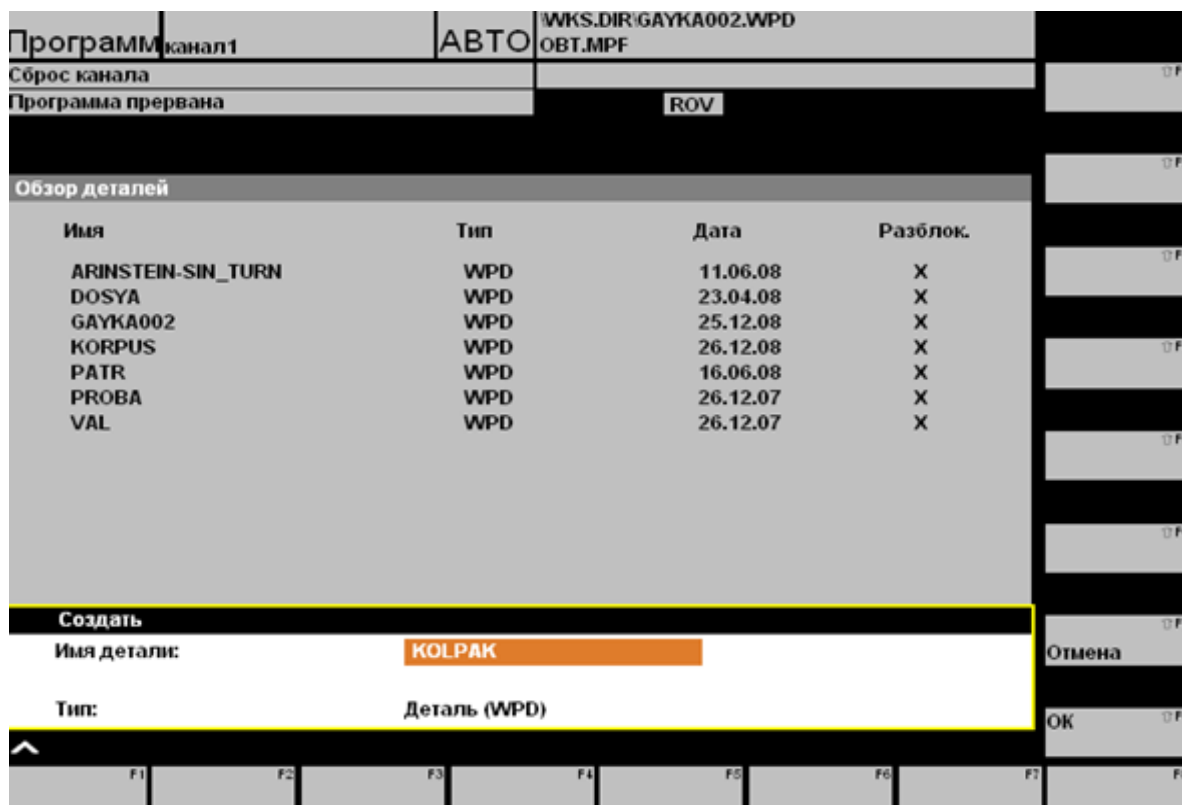 Программ канал1 АВТО \WKS.DIR\GAYKA002.WPD
OBT.MPF
Сброс канала
Программа прервана ROV
Обзор деталей
Имя Тип Дата Разблок.
ARINSTEIN-SIN_TURN WPD 11.06.08 X
DOSYA WPD 23.04.08 X
GAYKA002 WPD 25.12.08 X
KORPUS WPD 26.12.08 X
PATR WPD 16.06.08 X
PROBA WPD 26.12.07 X
VAL WPD 26.12.07 X
Создать
Имя детали: KOLPAK
Отмена
Тип: Деталь (WPD)
OK
F1 F2 F3 F4 F5 F6 F7